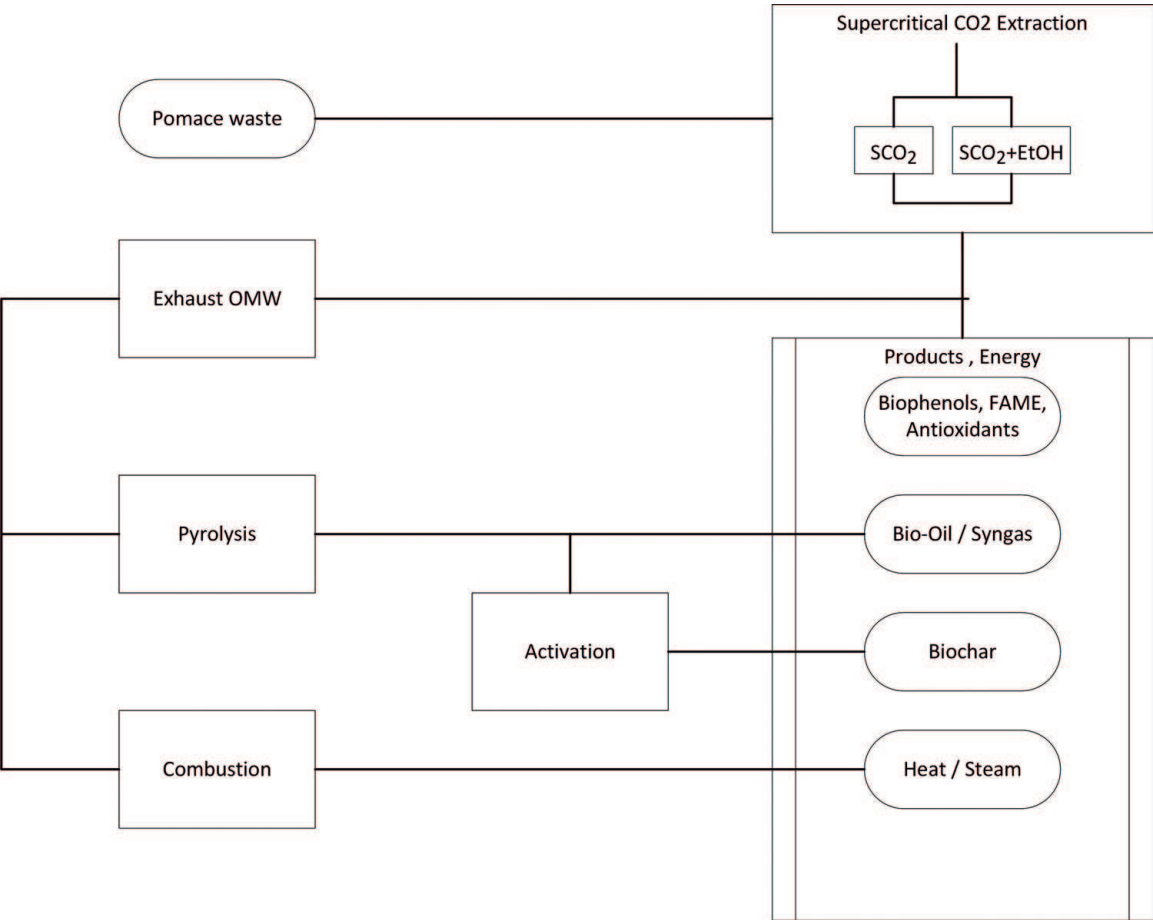 Supercritical CO2 Extraction
Pomace waste
SCO2
SCO2+EtOH
Exhaust OMW
Products , Energy
Biophenols, FAME,
Antioxidants
Pyrolysis
Bio-Oil / Syngas
Activation
Biochar
Combustion
Heat / Steam